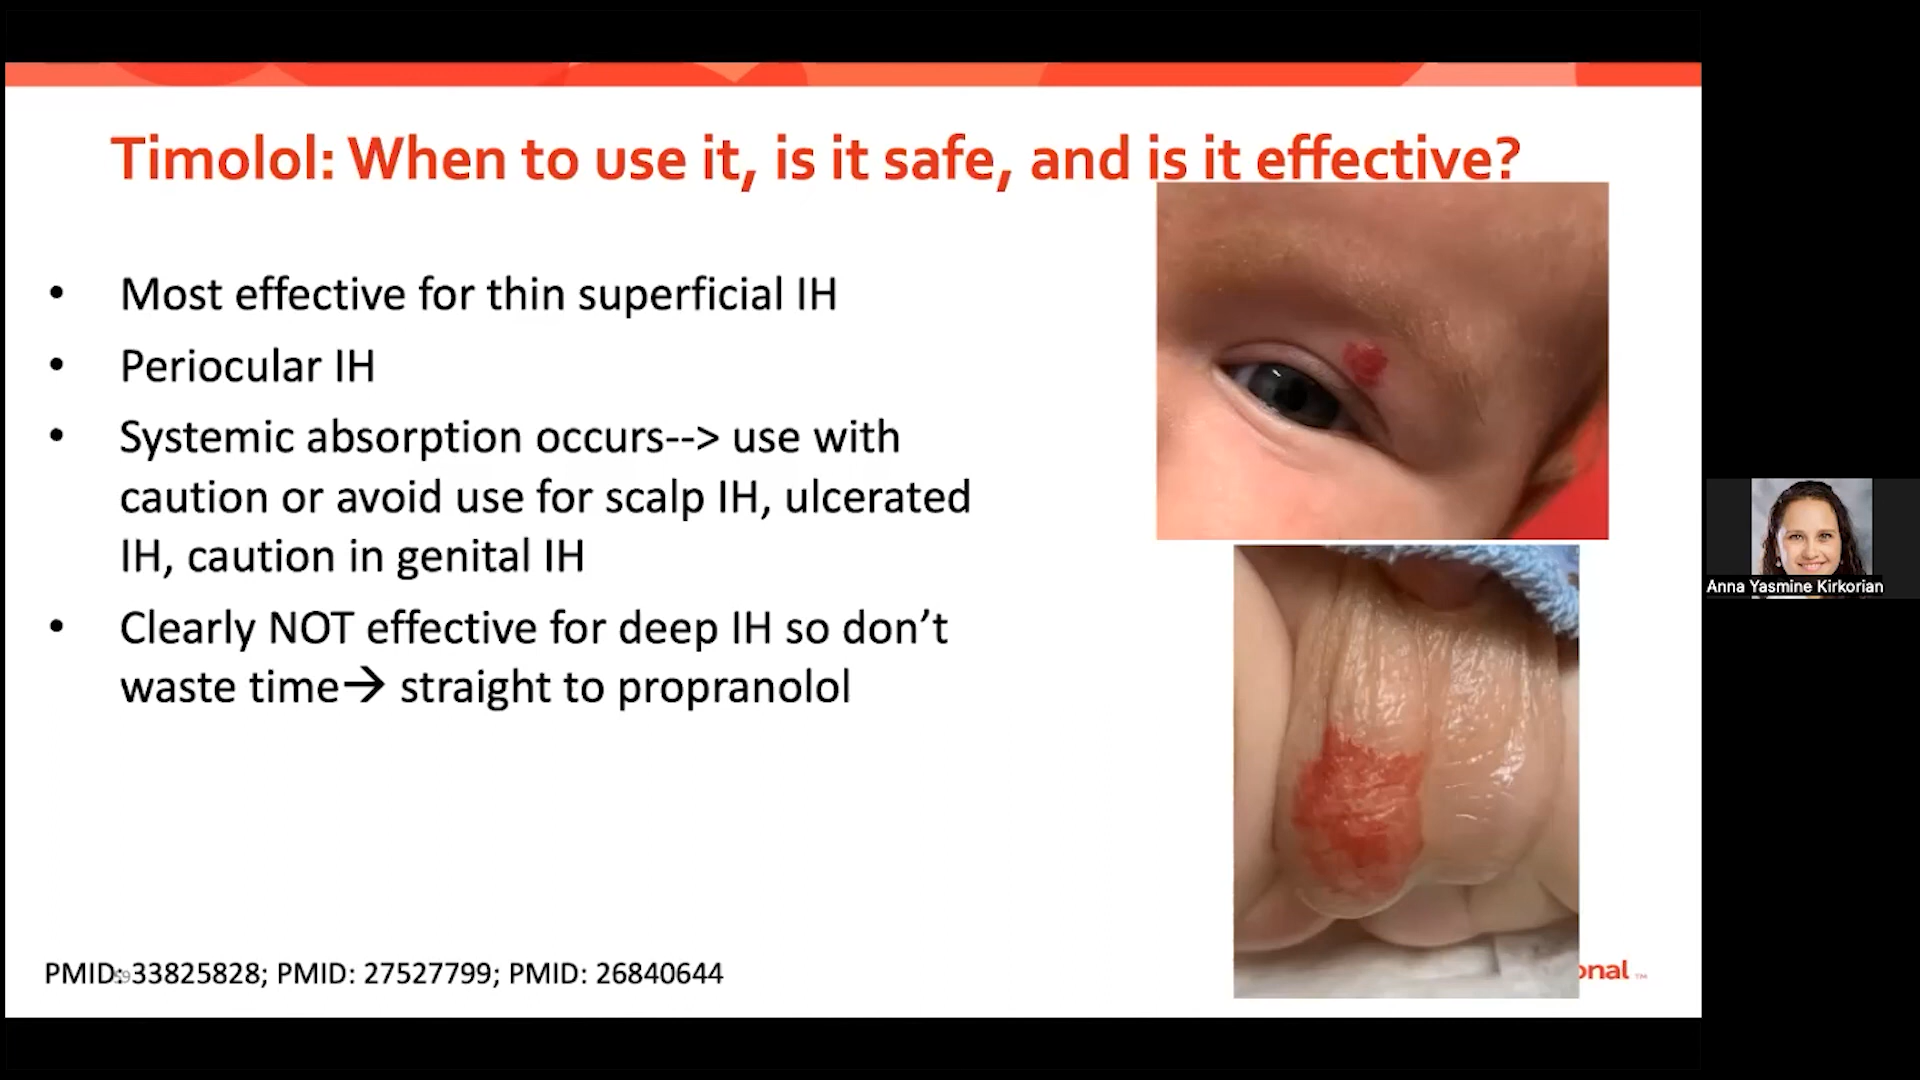 Timolol: When to use it, is it safe, and is it effective?
• Most effective for thin superficial IH
• Periocular IH
• Systemic absorption occurs--> use with
caution or avoid use for scalp IH, ulcerated
IH, caution in genital IH
• Clearly NOT effective for deep IH so don’t
waste time→ straight to propranolol
PMID: 33825828; PMID: 27527799; PMID: 26840644
onal ™
Anna Yasmine Kirkorian